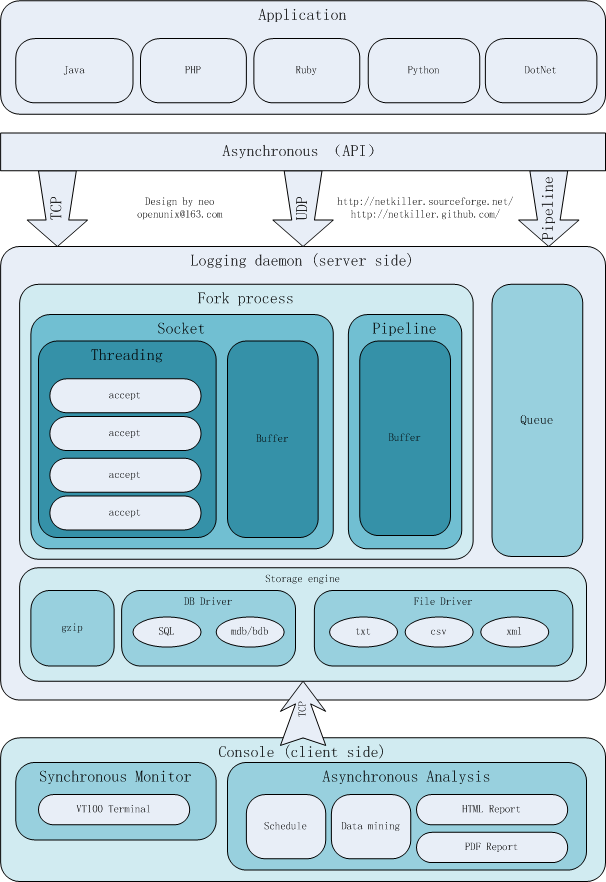 Application
Java
PHP
Ruby
Python
DotNet
Asynchronous （API）
TCP
Design by neo
openunix@163.com
UDP
http://netkiller.sourceforge.net/
http://netkiller.github.com/
Pipeline
Logging daemon (server side)
Fork process
Socket
Pipeline
Threading
accept
accept
accept
accept
Buffer
Buffer
Queue
Storage engine
gzip
DB Driver
SQL
mdb/bdb
File Driver
txt
csv
xml
TCP
Console (client side)
Synchronous Monitor
VT100 Terminal
Asynchronous Analysis
Schedule
Data mining
HTML Report
PDF Report